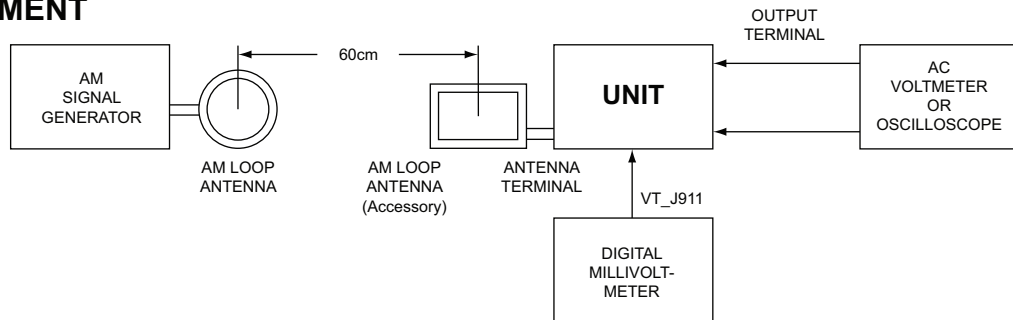 MENT
OUTPUT
TERMINAL
60cm
AM
SIGNAL
GENERATOR
UNIT
AC
VOLTMETER
OR
OSCILLOSCOPE
AM LOOP
ANTENNA
AM LOOP
ANTENNA
(Accessory)
ANTENNA
TERMINAL
VT_J911
DIGITAL
MILLIVOLT-
METER